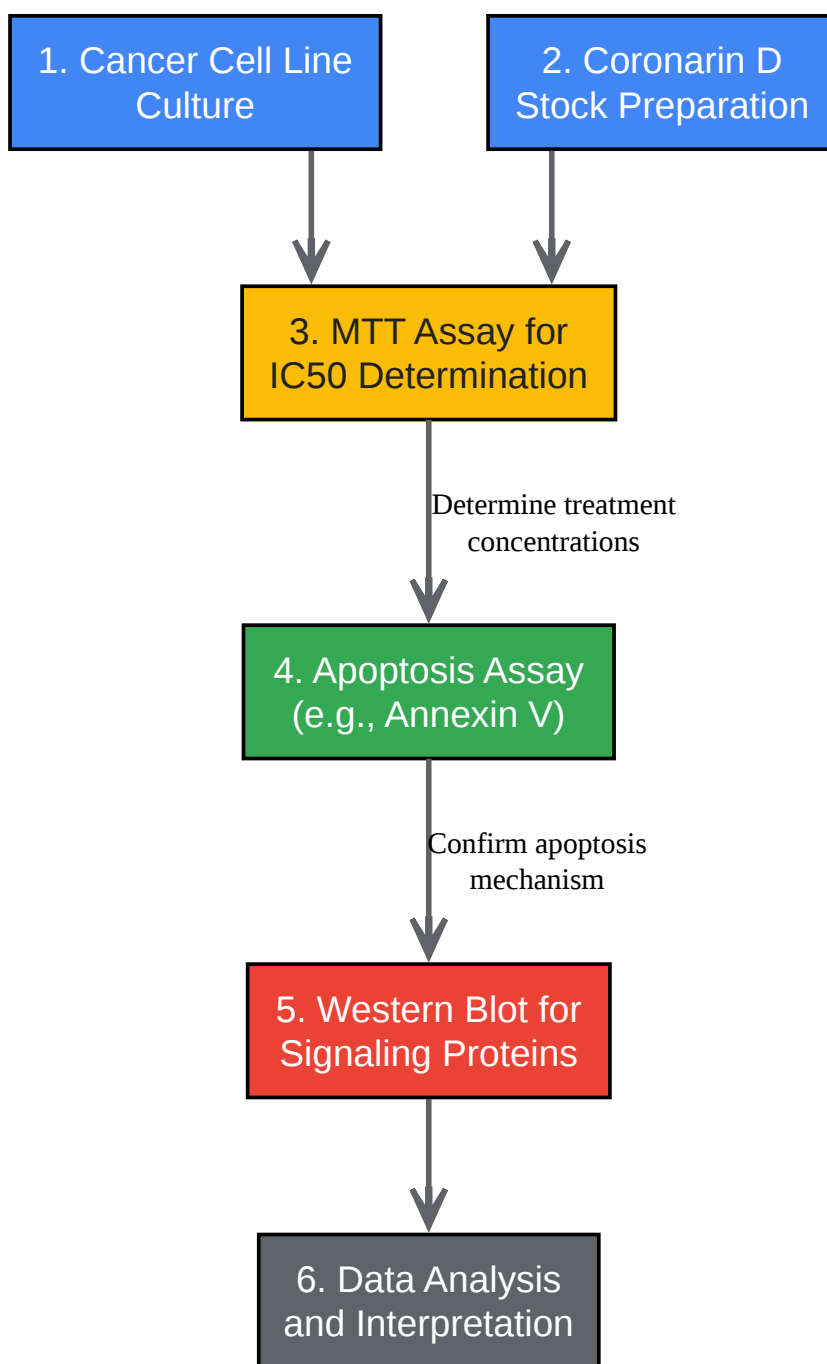 1. Cancer Cell Line
Culture
2. Coronarin D
Stock Preparation
3. MTT Assay for
IC50 Determination
Determine treatment
concentrations
4. Apoptosis Assay
(e.g., Annexin V)
Confirm apoptosis
mechanism
5. Western Blot for
Signaling Proteins
6. Data Analysis
and Interpretation